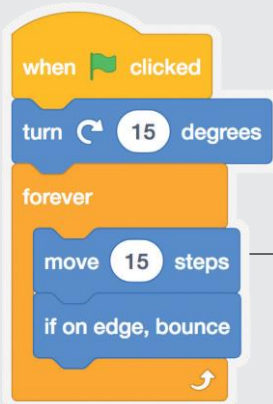 when clicked
turn 15 degrees
forever
move 15 steps
if on edge, bounce